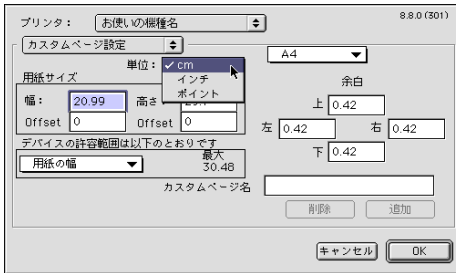 プリンタ： お使いの機種名
8.8.0 (301)
カスタムページ設定
A4
単位： ✓ cm
インチ
ポイント
用紙サイズ
幅： 20.99 高さ
Offset 0 Offset 0
余白
上 0.42
左 0.42 右 0.42
下 0.42
デバイスの許容範囲は以下のとおりです
用紙の幅 最大
30.48
カスタムページ名
削除 追加
キャンセル OK